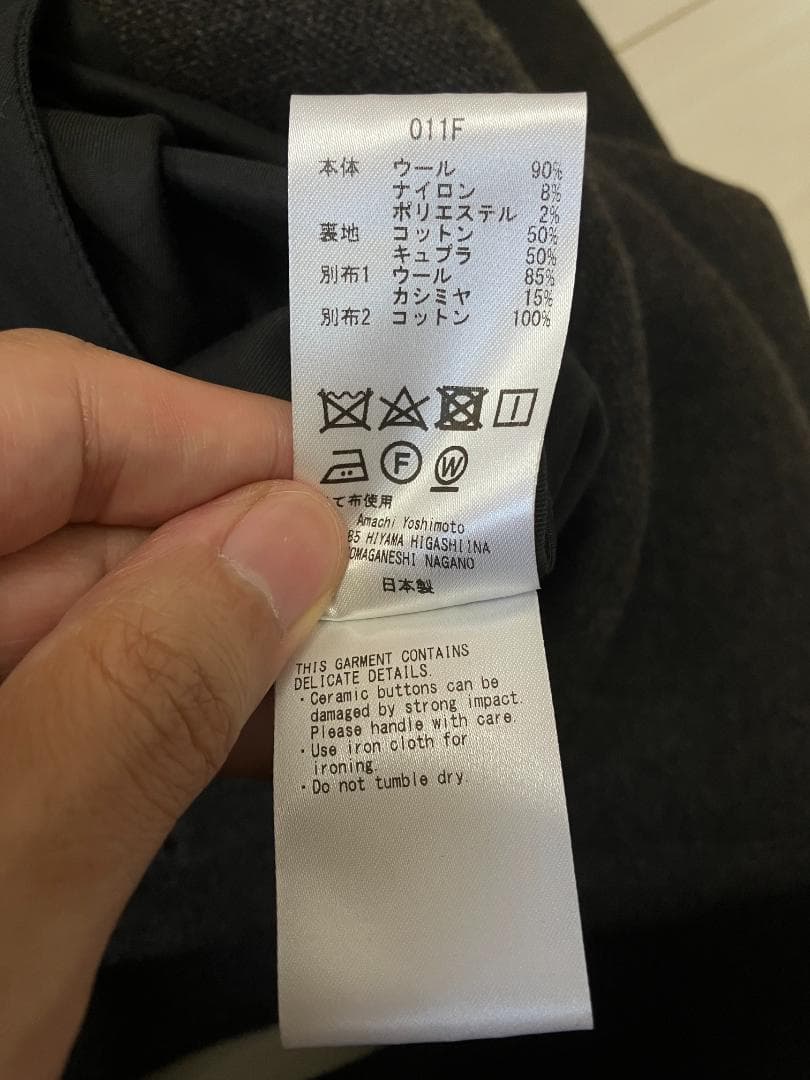 011F
本体 ウール 90%
ナイロン 8%
ポリエステル 2%
裏地 コットン 50%
キュプラ 50%
別布1 ウール 85%
カシミヤ 15%
別布2 コットン 100%
F W
て布使用
Amachi Yoshimoto
85 HIYAMA HIGASHIINA
OMAGANESHI NAGANO
日本製
THIS GARMENT CONTAINS
DELICATE DETAILS.
・Ceramic buttons can be
damaged by strong impact.
Please handle with care.
・Use iron cloth for
ironing.
・Do not tumble dry.